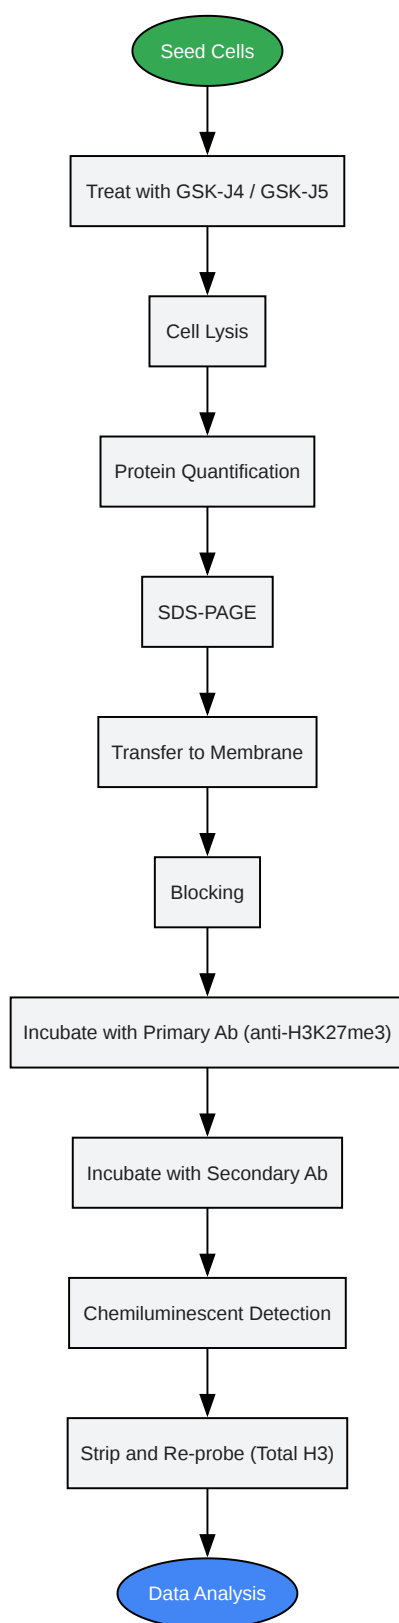 Seed Cells
Treat with GSK-J4 / GSK-J5
Cell Lysis
Protein Quantification
SDS-PAGE
Transfer to Membrane
Blocking
Incubate with Primary Ab (anti-H3K27me3)
Incubate with Secondary Ab
Chemiluminescent Detection
Strip and Re-probe (Total H3)
Data Analysis